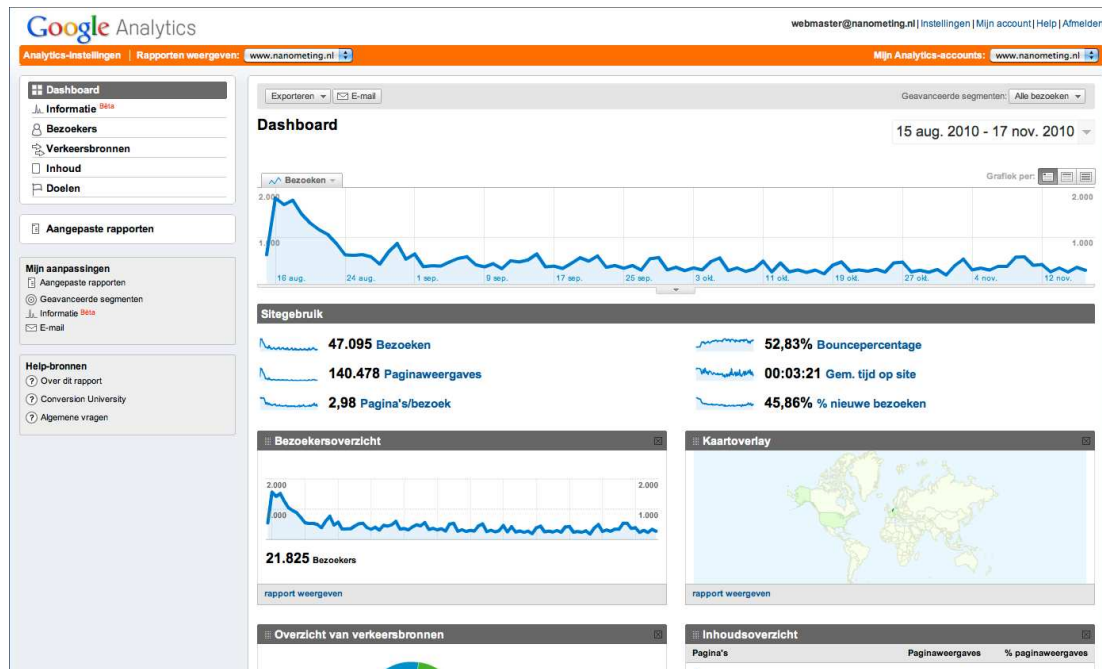 Google Analytics
webmaster@nanometing.nl | Instellingen | Mijn account | Help | Afmelden
Analytics-instellingen | Rapporten weergeven: www.nanometing.nl
Mijn Analytics-accounts: www.nanometing.nl
Dashboard
Informatie Bèta
Bezoekers
Verkeersbronnen
Inhoud
Doelen
Aangepaste rapporten
Mijn aanpassingen
Aangepaste rapporten
Geavanceerde segmenten
Informatie Bèta
E-mail
Help-bronnen
Over dit rapport
Conversion University
Algemene vragen
Exporteren E-mail
Geavanceerde segmenten: Alle bezoeken
Dashboard
15 aug. 2010 - 17 nov. 2010
Bezoeken
Grafiek per:
2.000 2.000
1.000 1.000
16 aug. 24 aug. 1 sep. 9 sep. 17 sep. 25 sep. 3 okt. 11 okt. 19 okt. 27 okt. 4 nov. 12 nov.
Sitegebruik
47.095 Bezoeken
140.478 Paginaweergaves
2,98 Pagina's/bezoek
52,83% Bouncepercentage
00:03:21 Gem. tijd op site
45,86% % nieuwe bezoeken
Bezoekersoverzicht
2.000 2.000
1.000 1.000
21.825 Bezoekers
rapport weergeven
Kaartoverlay
rapport weergeven
Overzicht van verkeersbronnen
Inhoudsoverzicht
Pagina's Paginaweergaves % paginaweergaves